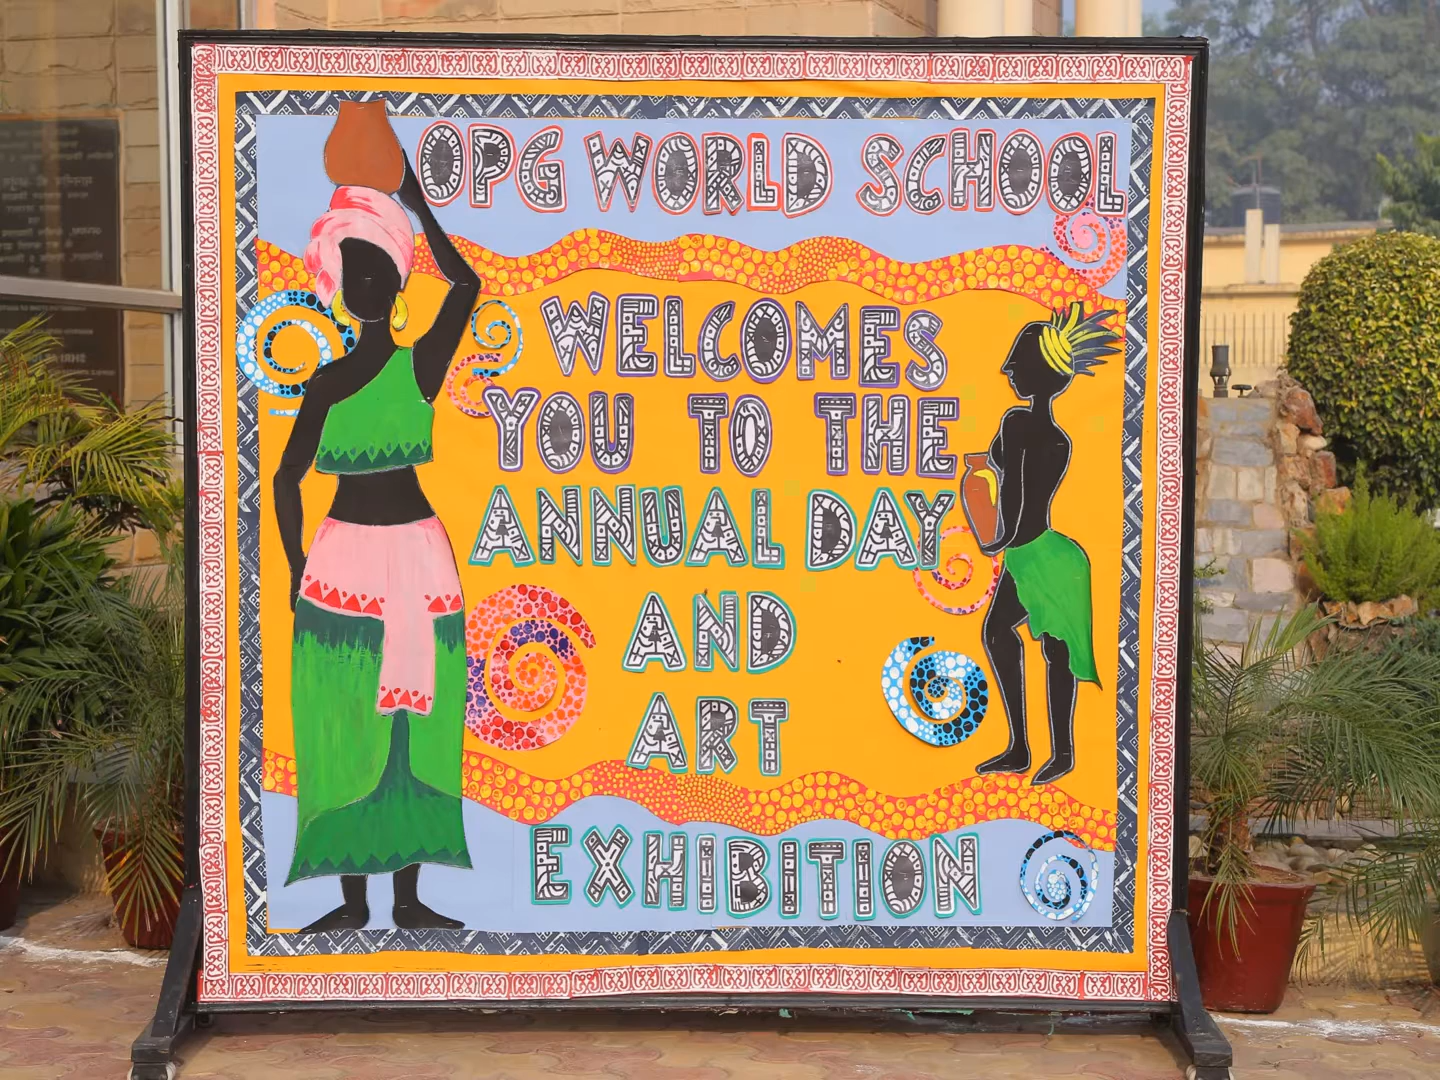 OPG WORLD SCHOOL
WELCOMES
YOU TO THE
ANNUAL DAY
AND
ART
EXHIBITION